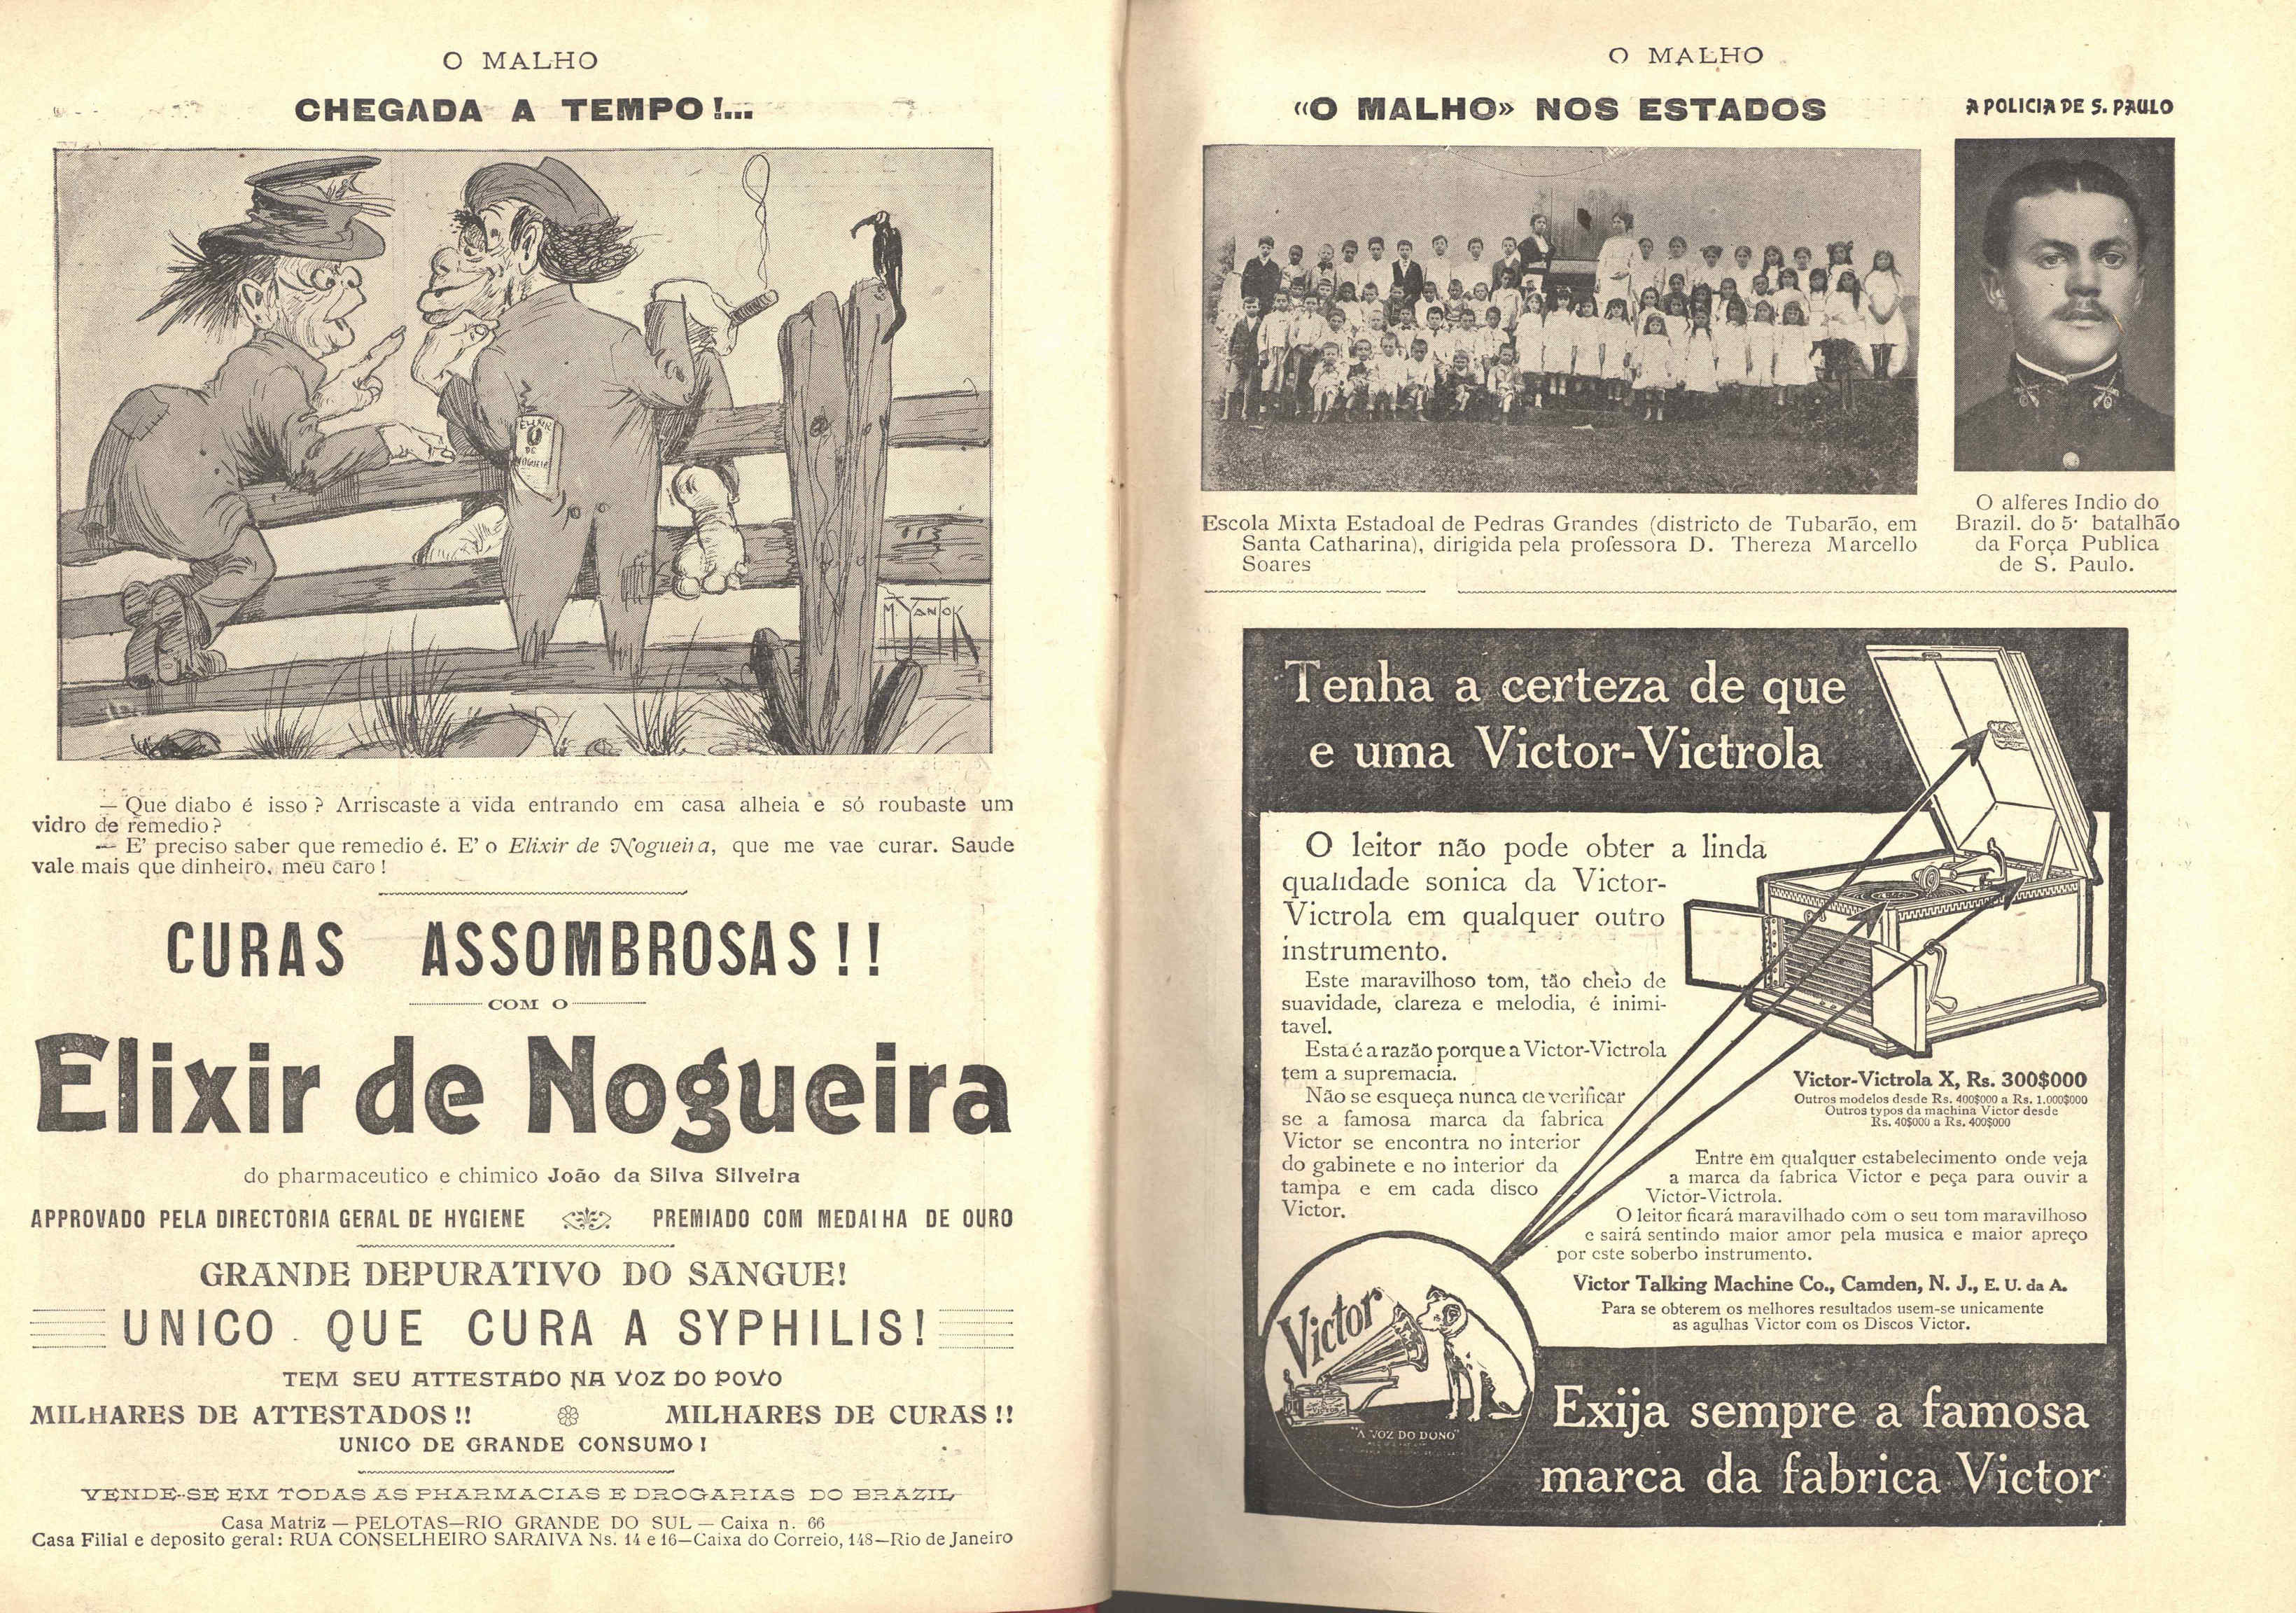 O MALHO
CHEGADA A TEMPO!...
ELIXIR
DE
M. YANTOK
— Que diabo é isso? Arriscaste a vida entrando em casa alheia e só roubaste um
vidro de remedio?
— E' preciso saber que remedio é. E' o Elixir de Nogueira, que me vae curar. Saude
vale mais que dinheiro, meu caro!
CURAS ASSOMBROSAS!!
COM O
Elixir de Nogueira
do pharmaceutico e chimico João da Silva Silveira
APPROVADO PELA DIRECTORIA GERAL DE HYGIENE PREMIADO COM MEDALHA DE OURO
GRANDE DEPURATIVO DO SANGUE!
UNICO QUE CURA A SYPHILIS!
TEM SEU ATTESTADO NA VOZ DO POVO
MILHARES DE ATTESTADOS!! MILHARES DE CURAS!!
UNICO DE GRANDE CONSUMO!
VENDE-SE EM TODAS AS PHARMACIAS E DROGARIAS DO BRAZIL
Casa Matriz — PELOTAS—RIO GRANDE DO SUL — Caixa n. 66
Casa Filial e deposito geral: RUA CONSELHEIRO SARAIVA Ns. 14 e 16—Caixa do Correio, 148—Rio de Janeiro
O MALHO
«O MALHO» NOS ESTADOS
Escola Mixta Estadoal de Pedras Grandes (districto de Tubarão, em
Santa Catharina), dirigida pela professora D. Thereza Marcello
Soares
A POLICIA DE S. PAULO
O alferes Indio do
Brazil. do 5º batalhão
da Força Publica
de S. Paulo.
Tenha a certeza de que
e uma Victor-Victrola
O leitor não pode obter a linda
qualidade sonica da Victor-
Victrola em qualquer outro
instrumento.
Este maravilhoso tom, tão cheio de
suavidade, clareza e melodia, é inimi-
tavel.
Esta é a razão porque a Victor-Victrola
tem a supremacia.
Não se esqueça nunca de verificar
se a famosa marca da fabrica
Victor se encontra no interior
do gabinete e no interior da
tampa e em cada disco
Victor.
Victor-Victrola X, Rs. 300$000
Outros modelos desde Rs. 400$000 a Rs. 1.000$000
Outros typos da machina Victor desde
Rs. 40$000 a Rs. 400$000
Entre em qualquer estabelecimento onde veja
a marca da fabrica Victor e peça para ouvir a
Victor-Victrola.
O leitor ficará maravilhado com o seu tom maravilhoso
e sairá sentindo maior amor pela musica e maior apreço
por este soberbo instrumento.
Victor Talking Machine Co., Camden, N. J., E. U. da A.
Para se obterem os melhores resultados usem-se unicamente
as agulhas Victor com os Discos Victor.
Victor
VICTOR
"A VOZ DO DONO"
Exija sempre a famosa
marca da fabrica Victor